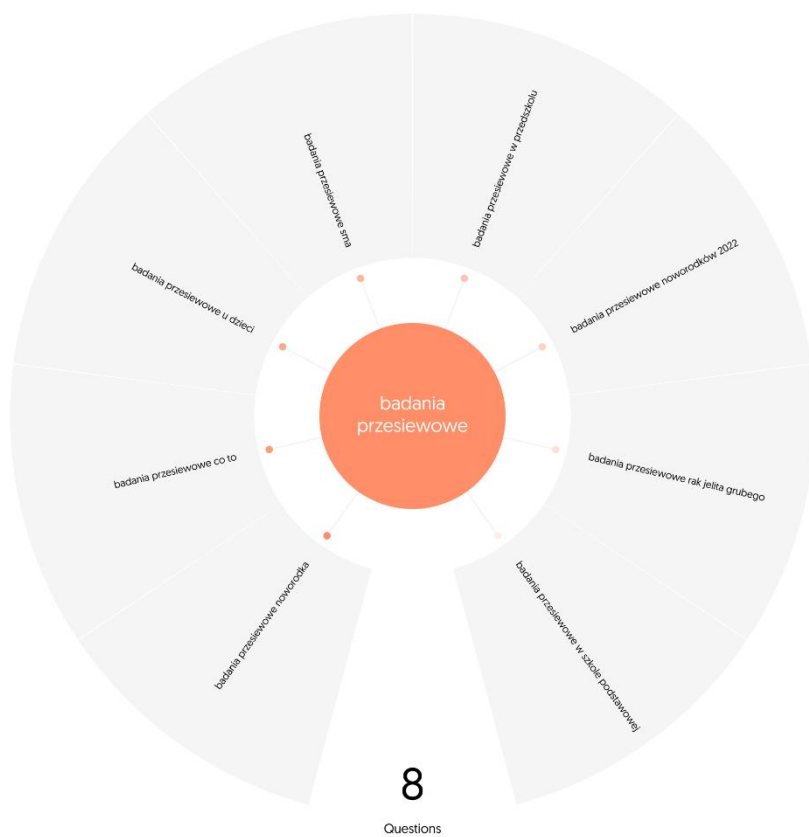 badania przesiewowe w przedszkolu
badania przesiewowe sma
badania przesiewowe noworodków 2022
badania przesiewowe u dzieci
badania
przesiewowe
badania przesiewowe co to
badania przesiewowe rak jelita grubego
badania przesiewowe noworodka
badania przesiewowe w szkole podstawowej
8
Questions